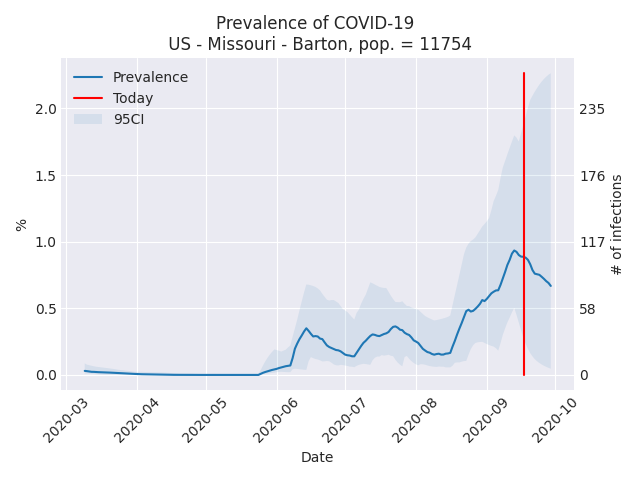 Prevalence of COVID-19
US - Missouri - Barton, pop. = 11754
Prevalence
Today
95CI
2.0
1.5
1.0
0.5
0.0
%
235
176
117
58
0
# of infections
2020-03
2020-04
2020-05
2020-06
2020-07
2020-08
2020-09
2020-10
Date